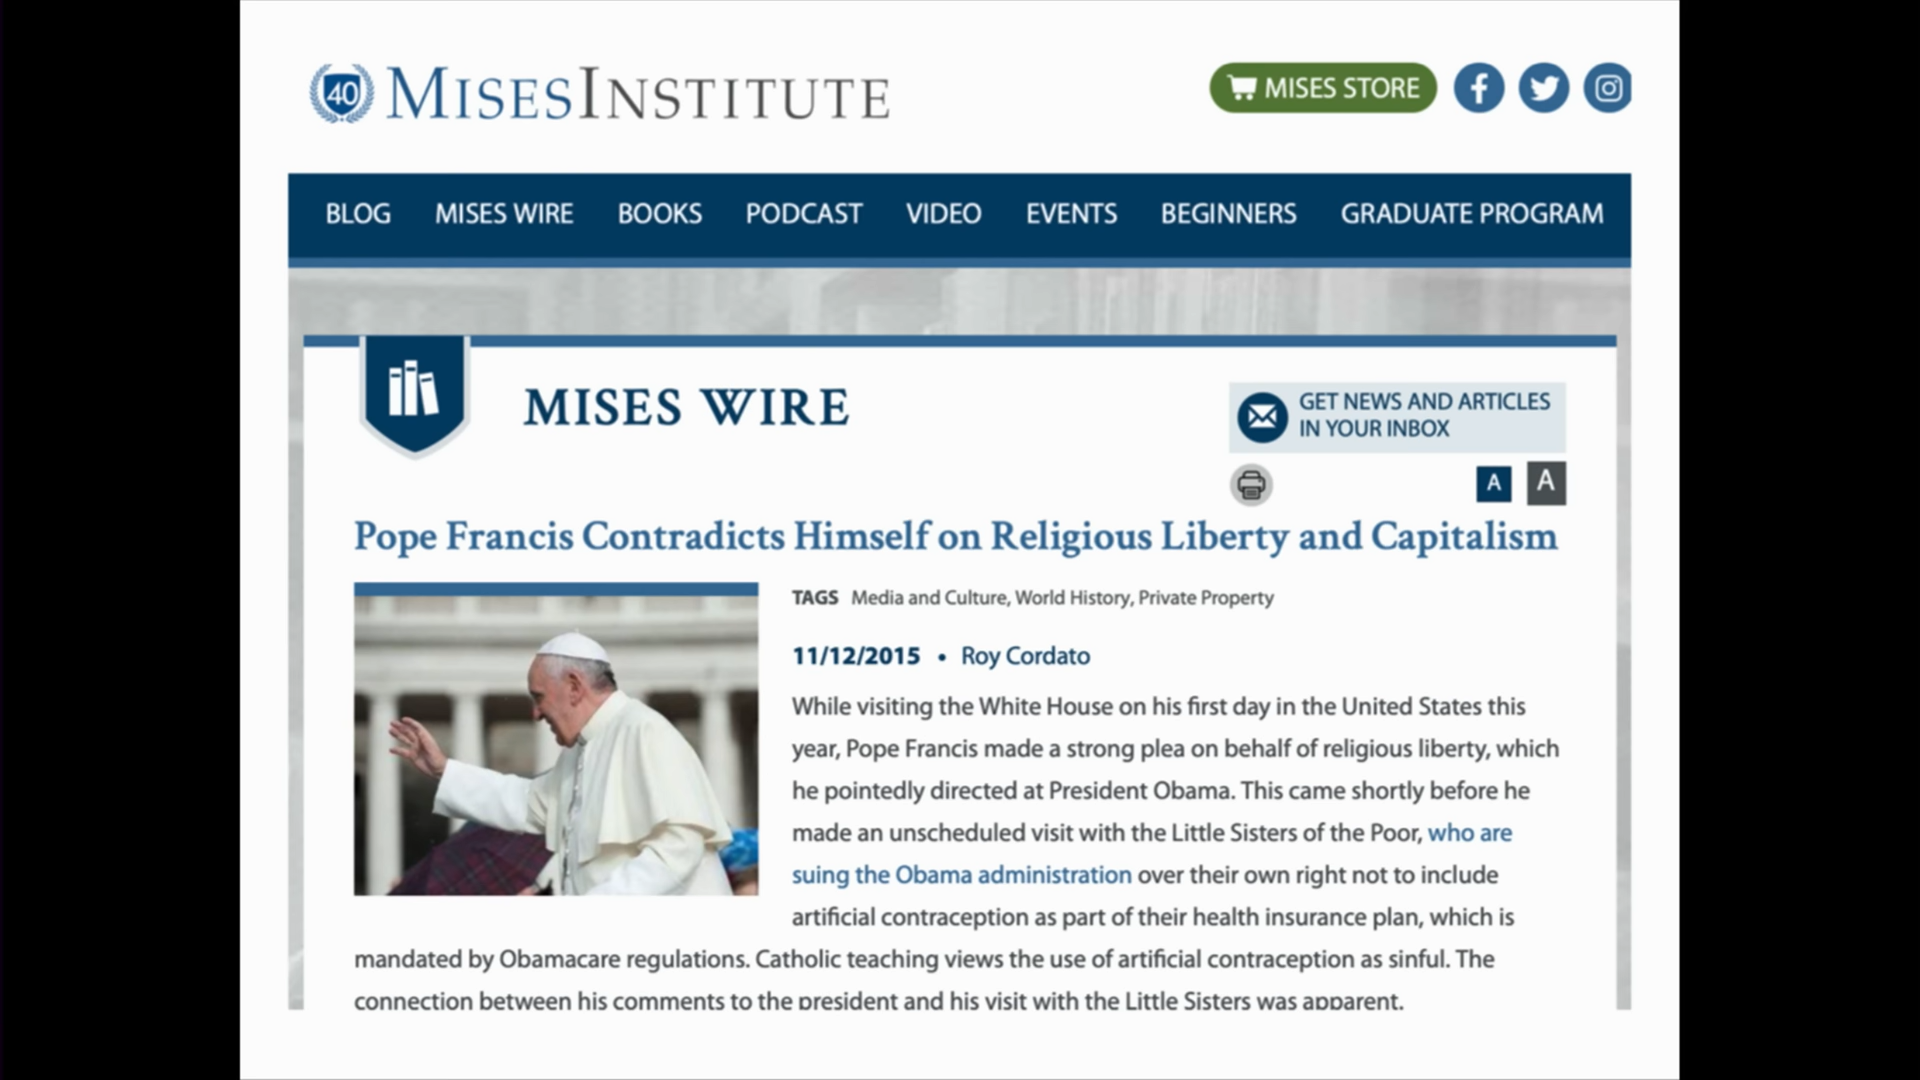 40 MISES INSTITUTE
MISES STORE
BLOG MISES WIRE BOOKS PODCAST VIDEO EVENTS BEGINNERS GRADUATE PROGRAM
MISES WIRE
GET NEWS AND ARTICLES
IN YOUR INBOX
A A
Pope Francis Contradicts Himself on Religious Liberty and Capitalism
TAGS Media and Culture, World History, Private Property
11/12/2015 • Roy Cordato
While visiting the White House on his first day in the United States this
year, Pope Francis made a strong plea on behalf of religious liberty, which
he pointedly directed at President Obama. This came shortly before he
made an unscheduled visit with the Little Sisters of the Poor, who are
suing the Obama administration over their own right not to include
artificial contraception as part of their health insurance plan, which is
mandated by Obamacare regulations. Catholic teaching views the use of artificial contraception as sinful. The
connection between his comments to the president and his visit with the Little Sisters was apparent.